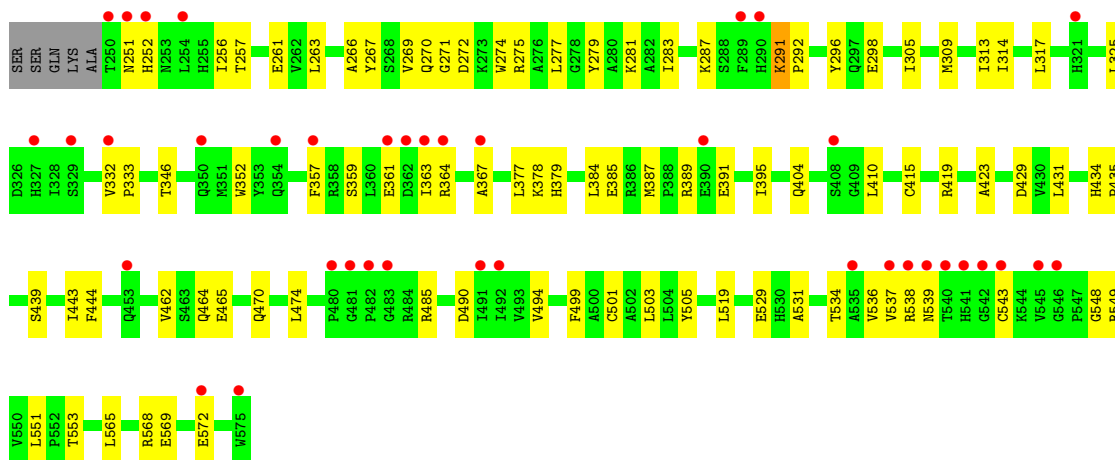 SER SER GLN LYS ALA T250 N251 H252 N253 L254 H255 I256 T257 E261 V262 L263 A266 Y267 S268 V269 Q270 G271 D272 K273 W274 R275 A276 L277 G278 Y279 A280 K281 A282 I283 K287 S288 F289 H290 K291 P292 Y296 Q297 E298 I305 M309 I313 I314 L317 H321 L325
D326 H327 I328 S329 V332 P333 T346 Q350 M351 W352 Y353 Q354 F357 R358 S359 L360 E361 D362 I363 R364 A367 L377 K378 H379 L384 E385 R386 M387 P388 R389 E390 E391 I395 Q404 S408 G409 L410 C415 R419 A423 D429 V430 L431 H434 P435
S439 I443 F444 Q453 V462 S463 Q464 E465 Q470 L474 P480 G481 P482 G483 R484 R485 D490 I491 I492 V493 V494 F499 A500 C501 A502 L503 L504 Y505 L519 E529 H530 A531 T534 A535 V536 V537 R538 N539 T540 H541 G542 C543 K544 V545 G546 P547 G548 R549
V550 L551 P552 T553 L565 R568 E569 E572 W575